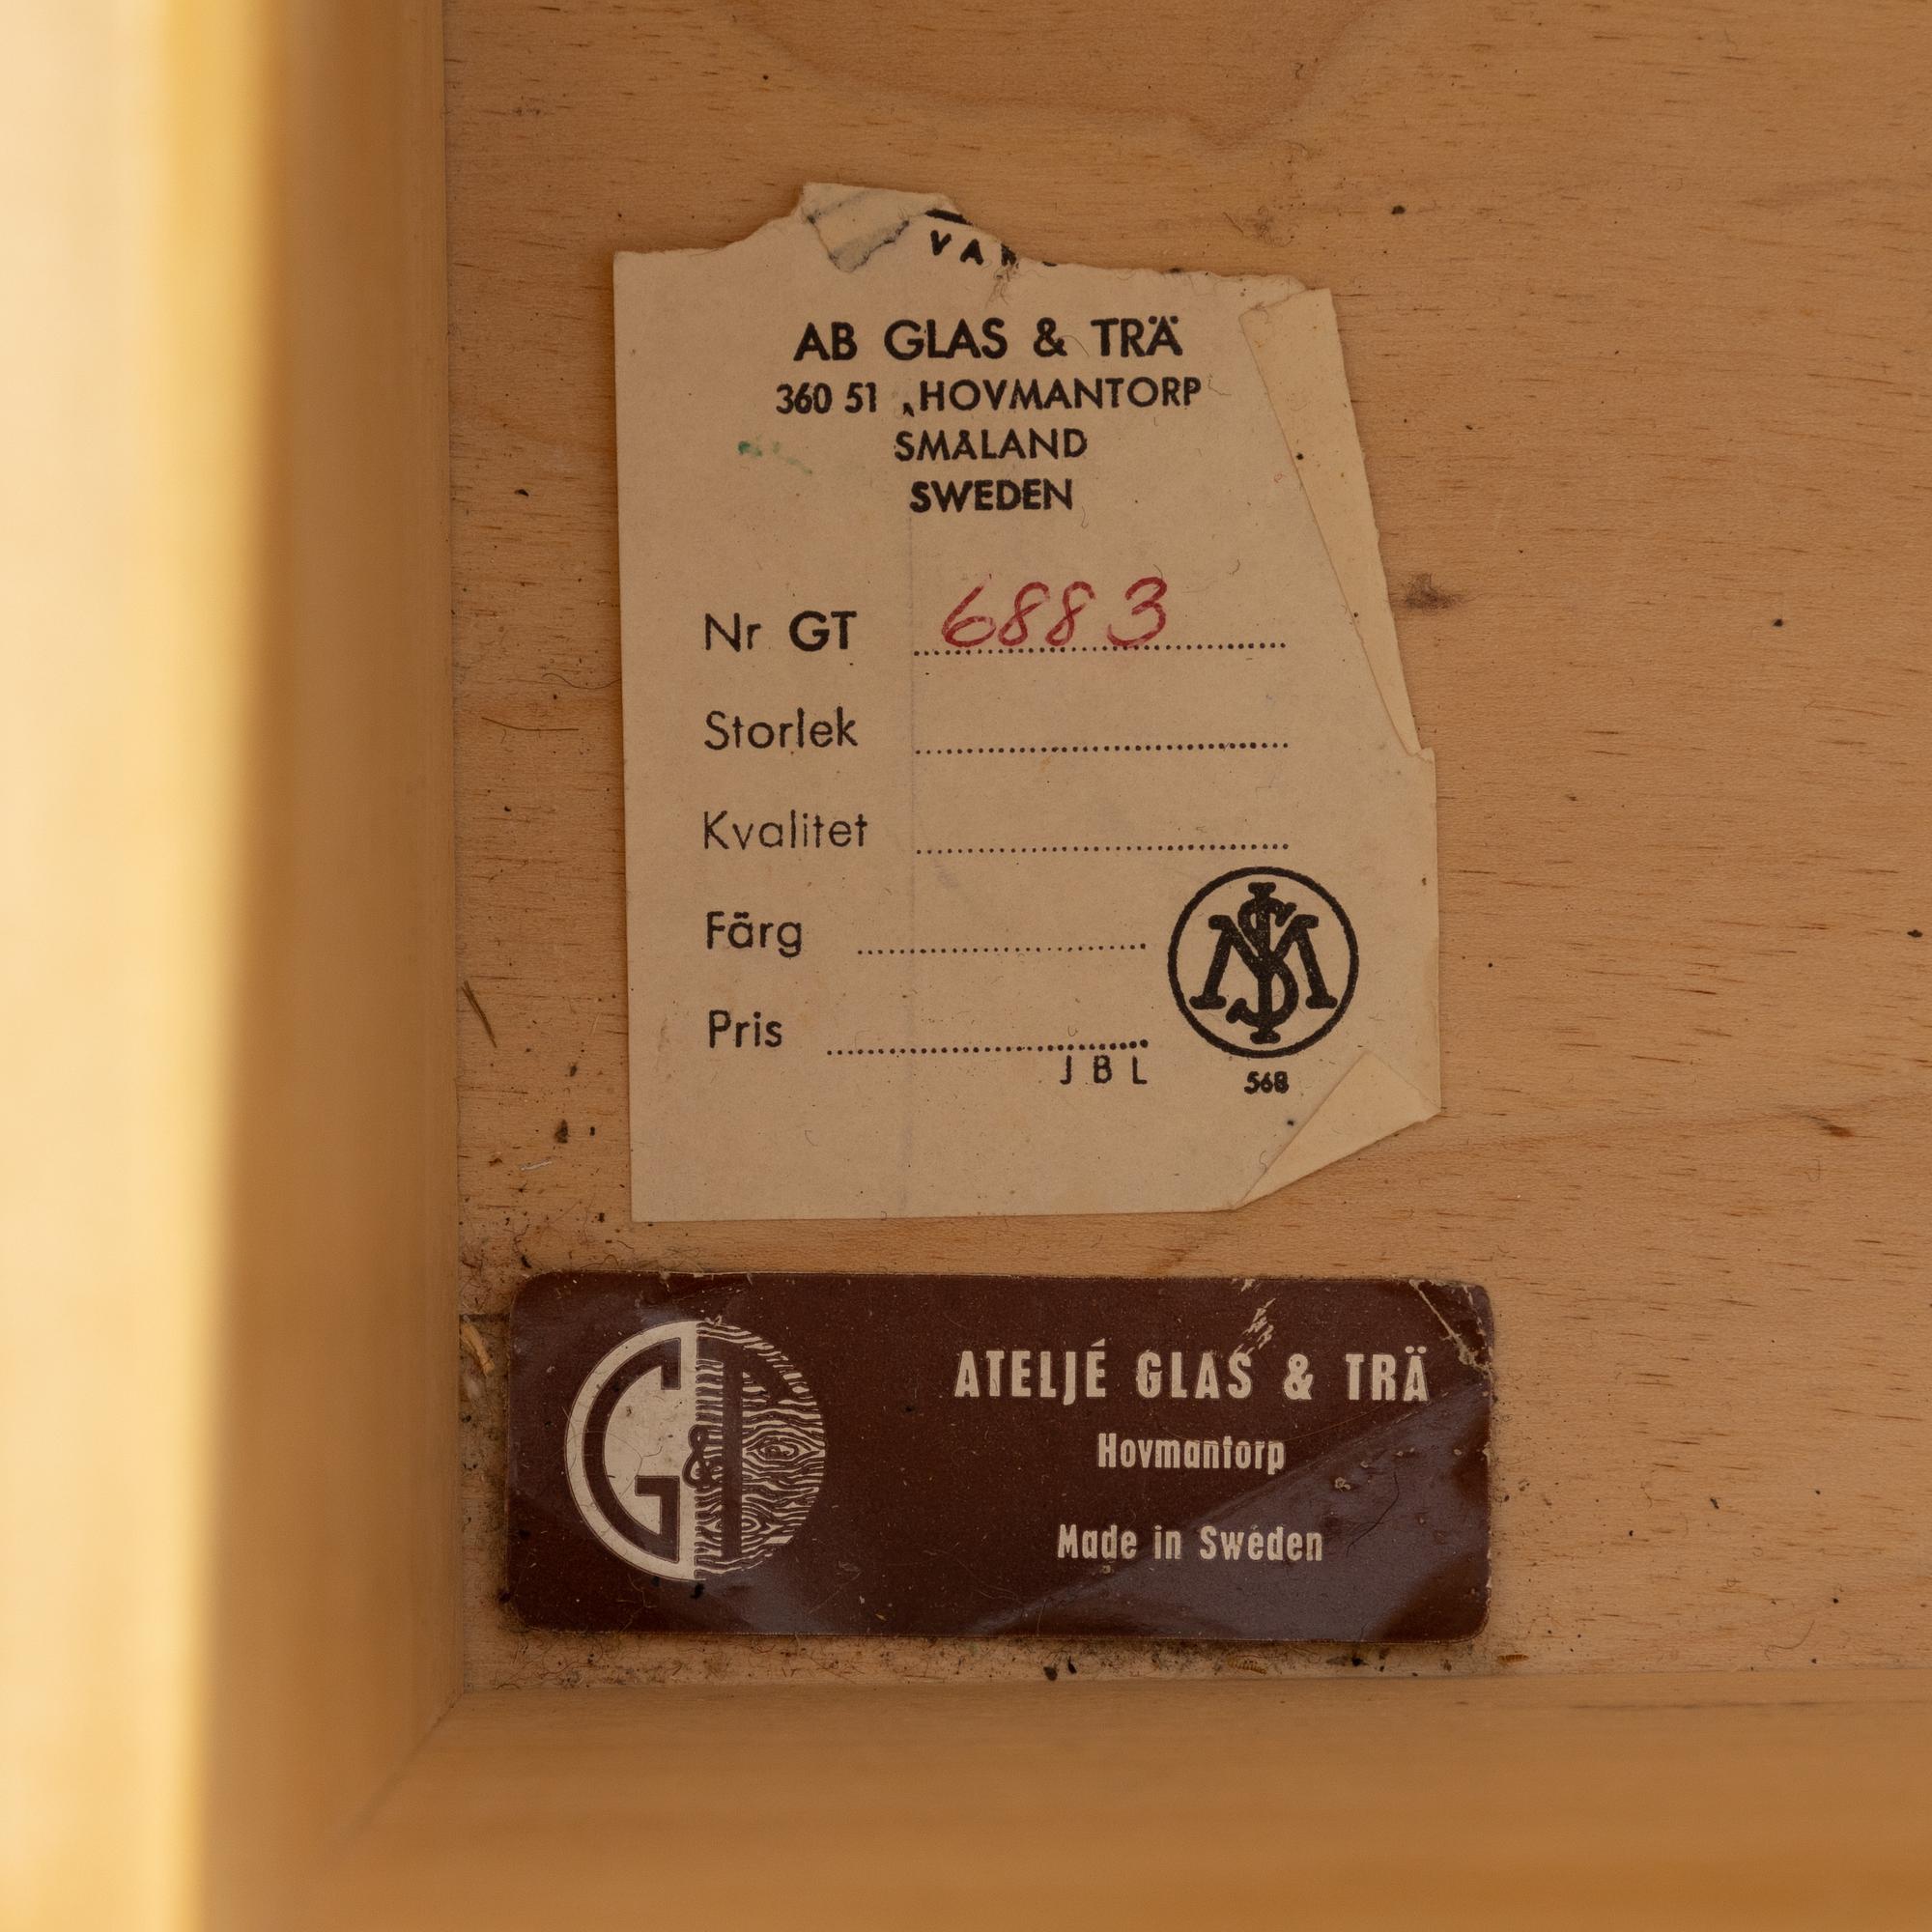 AB GLAS & TRÄ
360 51 HOVMANTORP
SMÅLAND
SWEDEN
Nr GT 6883
Storlek
Kvalitet
Färg
Pris
JBL
SIM
568
G&T
ATELJÉ GLAS & TRÄ
Hovmantorp
Made in Sweden